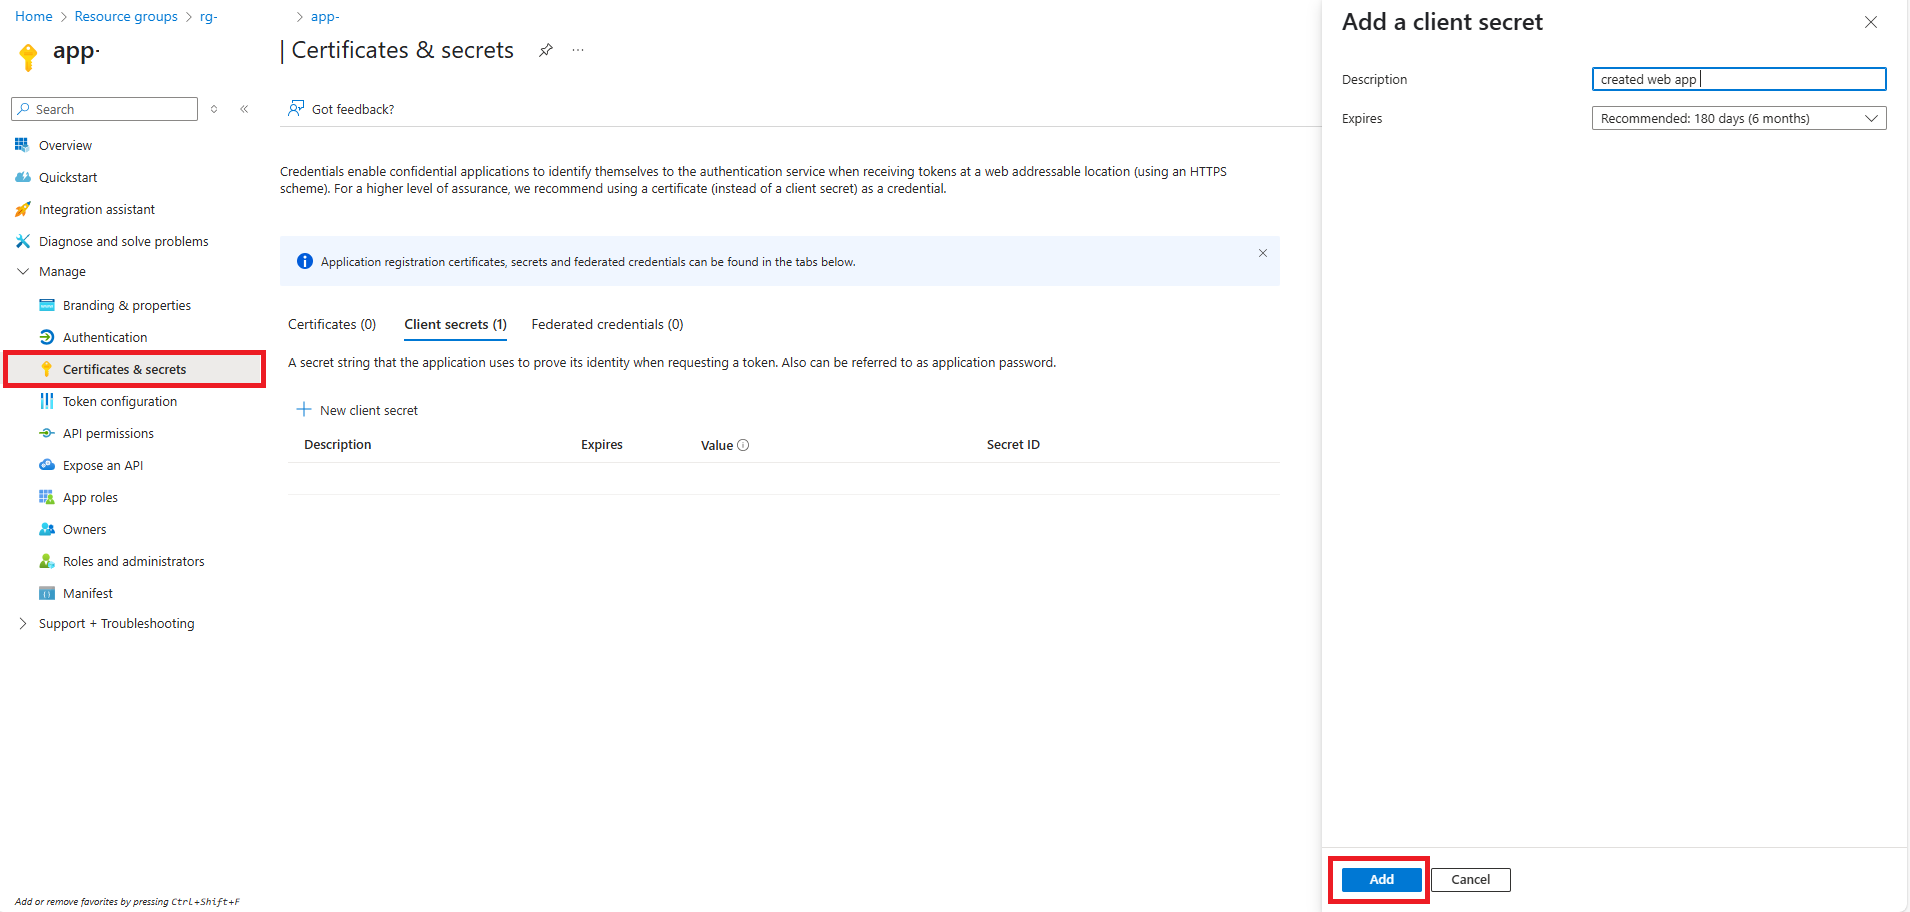 Home > Resource groups > rg- > app-
app-
| Certificates & secrets
Search
Overview
Quickstart
Integration assistant
Diagnose and solve problems
Manage
Branding & properties
Authentication
Certificates & secrets
Token configuration
API permissions
Expose an API
App roles
Owners
Roles and administrators
Manifest
Support + Troubleshooting
Add or remove favorites by pressing Ctrl+Shift+F
Got feedback?
Credentials enable confidential applications to identify themselves to the authentication service when receiving tokens at a web addressable location (using an HTTPS
scheme). For a higher level of assurance, we recommend using a certificate (instead of a client secret) as a credential.
Application registration certificates, secrets and federated credentials can be found in the tabs below.
Certificates (0) Client secrets (1) Federated credentials (0)
A secret string that the application uses to prove its identity when requesting a token. Also can be referred to as application password.
New client secret
Description Expires Value Secret ID
Add a client secret
Description created web app
Expires Recommended: 180 days (6 months)
Add Cancel